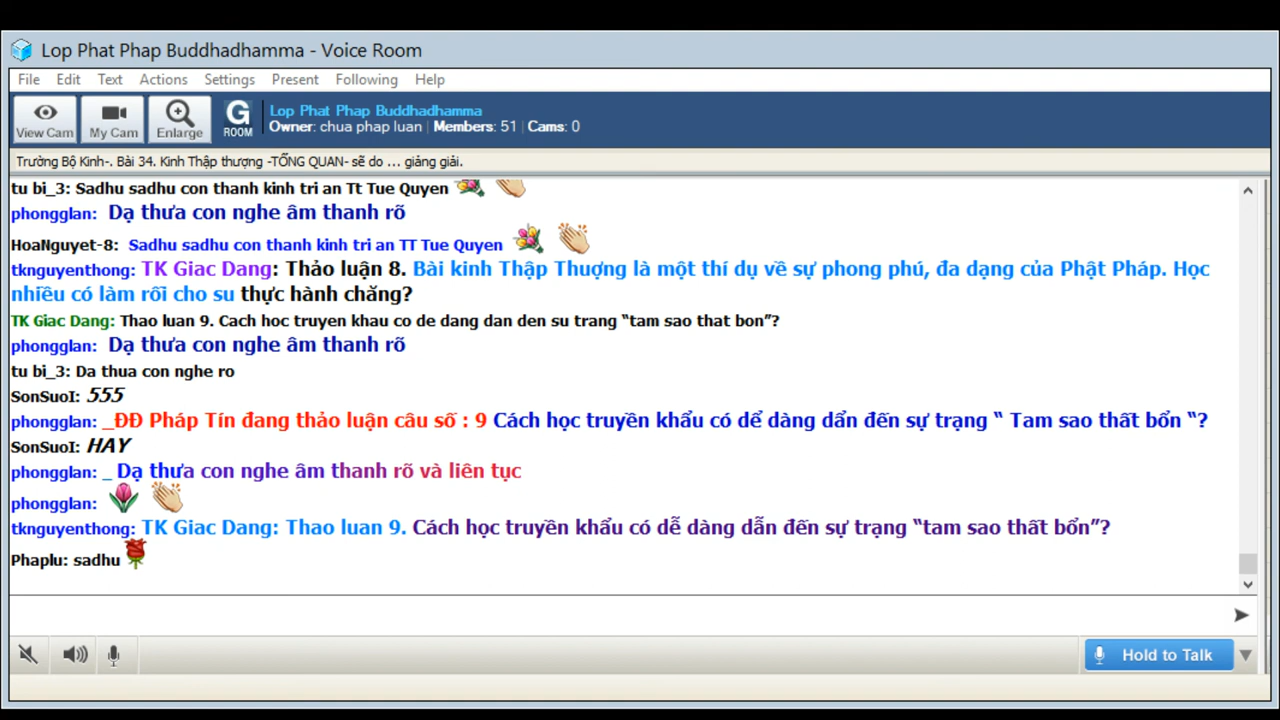 Lop Phat Phap Buddhadhamma - Voice Room
File Edit Text Actions Settings Present Following Help
View Cam My Cam Enlarge G ROOM
Lop Phat Phap Buddhadhamma
Owner: chua phap luan | Members: 51 | Cams: 0
Trường Bộ Kinh-. Bài 34. Kinh Thập thượng -TỔNG QUAN- sẽ do ... giảng giải.
tu bi_3: Sadhu sadhu con thanh kinh tri an Tt Tue Quyen
phongglan: Dạ thưa con nghe âm thanh rõ
HoaNguyet-8: Sadhu sadhu con thanh kinh tri an TT Tue Quyen
tknguyenthong: TK Giac Dang: Thảo luận 8. Bài kinh Thập Thuợng là một thí dụ về sự phong phú, đa dạng của Phật Pháp. Học
nhiều có làm rối cho su thực hành chăng?
TK Giac Dang: Thao luan 9. Cach hoc truyen khau co de dang dan den su trang “tam sao that bon”?
phongglan: Dạ thưa con nghe âm thanh rõ
tu bi_3: Da thua con nghe ro
SonSuoI: 555
phongglan: _ĐĐ Pháp Tín đang thảo luận câu số : 9 Cách học truyền khẩu có dể dàng dẩn đến sự trạng “ Tam sao thất bổn “?
SonSuoI: HAY
phongglan: _ Dạ thưa con nghe âm thanh rõ và liên tục
phongglan:
tknguyenthong: TK Giac Dang: Thao luan 9. Cách học truyền khẩu có dễ dàng dẫn đến sự trạng “tam sao thất bổn”?
Phaplu: sadhu
Hold to Talk